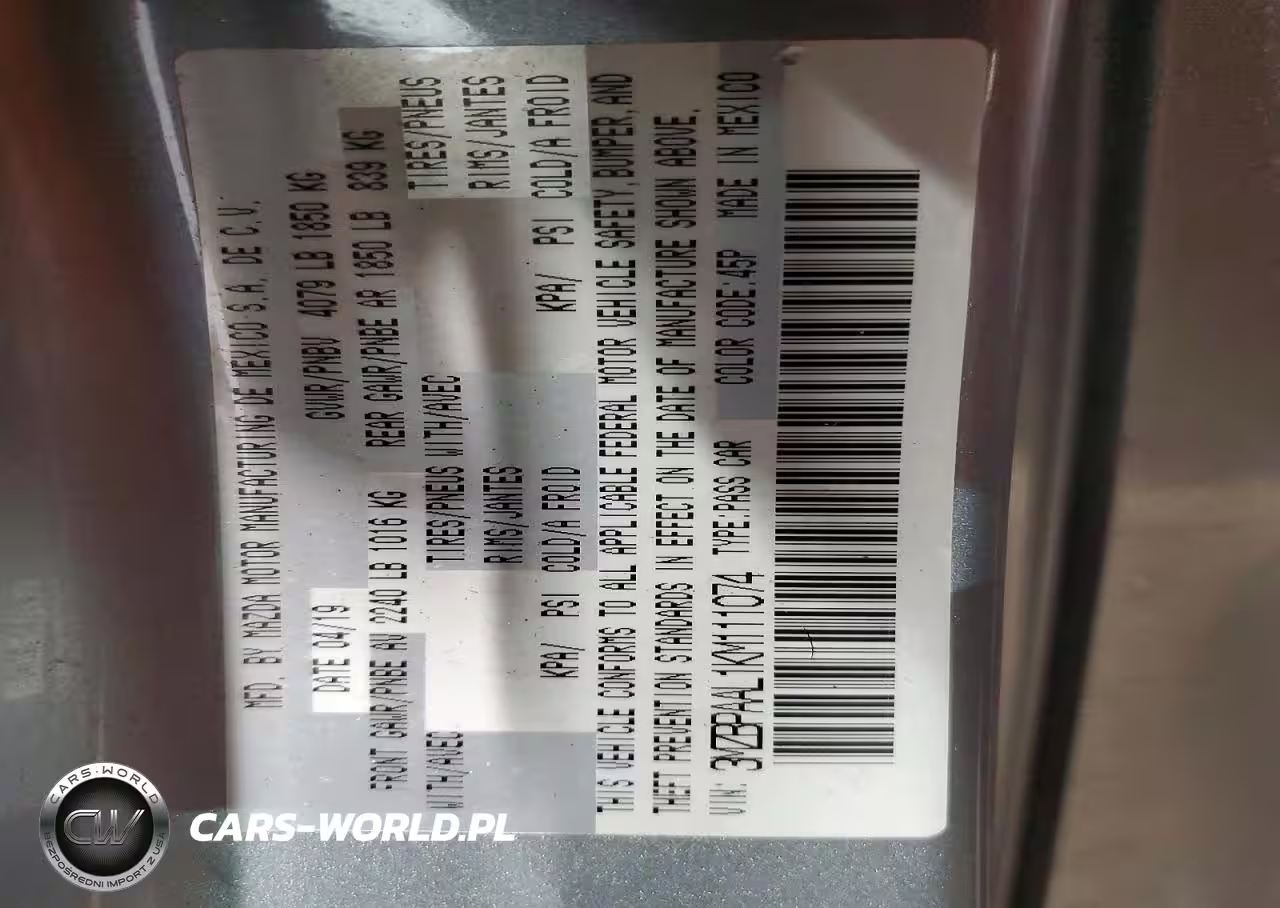 MFD. BY MAZDA MOTOR MANUFACTURING DE MEXICO S.A. DE C.V.
DATE 04/19 GVWR/PNBV 4079 LB 1850 KG
FRONT GAWR/PNBE AV 2240 LB 1016 KG REAR GAWR/PNBE AR 1850 LB 839 KG
WITH/AVEC TIRES/PNEUS WITH/AVEC TIRES/PNEUS
RIMS/JANTES RIMS/JANTES
KPA/ PSI COLD/A FROID KPA/ PSI COLD/A FROID
THIS VEHICLE CONFORMS TO ALL APPLICABLE FEDERAL MOTOR VEHICLE SAFETY,BUMPER, AND
THEFT PREVENTION STANDARDS IN EFFECT ON THE DATE OF MANUFACTURE SHOWN ABOVE.
VIN: 3MZBPAAL1KM111074 TYPE:PASS CAR COLOR CODE:45P MADE IN MEXICO
CARS-WORLD
CW
BEZPOŚREDNI IMPORT Z USA
CARS-WORLD.PL